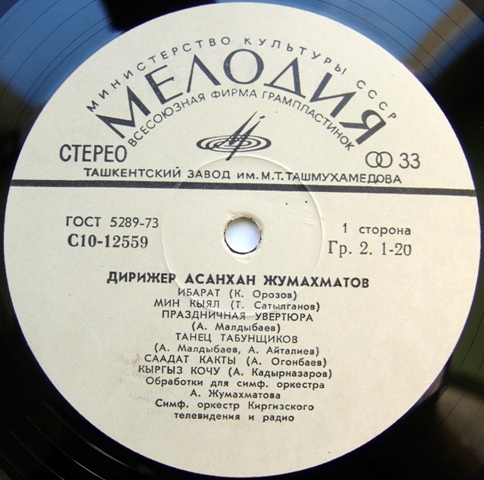 МИНИСТЕРСТВО КУЛЬТУРЫ СССР
МЕЛОДИЯ
ВСЕСОЮЗНАЯ ФИРМА ГРАМПЛАСТИНОК
СТЕРЕО
33
ТАШКЕНТСКИЙ ЗАВОД ИМ. М.Т. ТАШМУХАМЕДОВА
ГОСТ 5289-73
С10-12559
1 сторона
Гр. 2. 1-20
ДИРИЖЕР АСАНХАН ЖУМАХМАТОВ
ИБАРАТ (К. Орозов)
МИН КЫЯЛ (Т. Сатылганов)
ПРАЗДНИЧНАЯ УВЕРТЮРА
(А. Малдыбаев)
ТАНЕЦ ТАБУНЩИКОВ
(А. Малдыбаев, А. Айталиев)
СААДАТ КАКТЫ (А. Огонбаев)
КЫРГЫЗ КОЧУ (А. Кадырназаров)
Обработки для симф. оркестра
А. Жумахматова
Симф. оркестр Киргизского
телевидения и радио